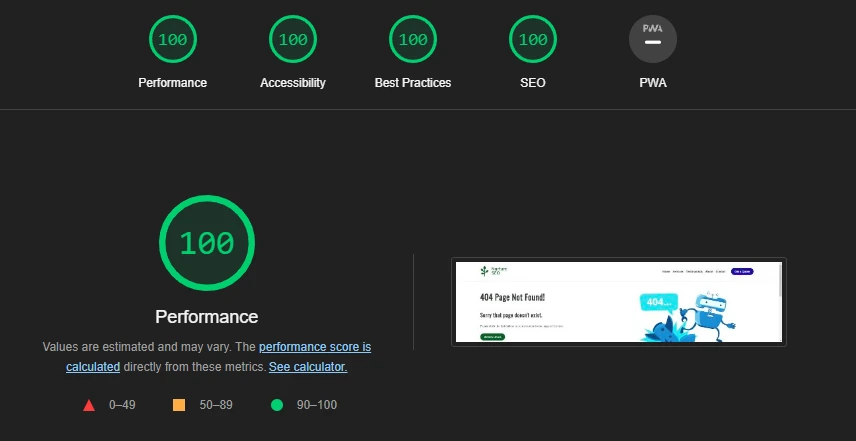 100 100 100 100 PWA
Performance Accessibility Best Practices SEO PWA
100
Performance
Values are estimated and may vary. The performance score is
calculated directly from these metrics. See calculator.
0–49 50–89 90–100
Nurture
SEO
404 Page Not Found!
404...
Sorry that page doesn't exist.